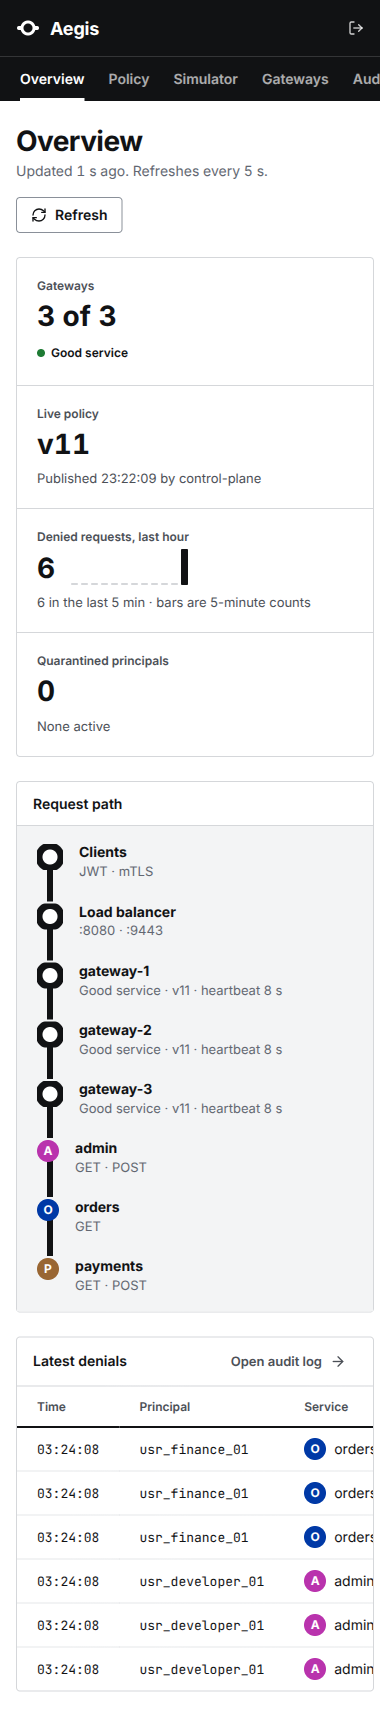 Aegis
Overview Policy Simulator Gateways Aud
Overview
Updated 1 s ago. Refreshes every 5 s.
Refresh
Gateways
3 of 3
Good service
Live policy
v11
Published 23:22:09 by control-plane
Denied requests, last hour
6
6 in the last 5 min · bars are 5-minute counts
Quarantined principals
0
None active
Request path
Clients
JWT · mTLS
Load balancer
:8080 · :9443
gateway-1
Good service · v11 · heartbeat 8 s
gateway-2
Good service · v11 · heartbeat 8 s
gateway-3
Good service · v11 · heartbeat 8 s
A admin
GET · POST
O orders
GET
P payments
GET · POST
Latest denials Open audit log
Time Principal Service
03:24:08 usr_finance_01 O orders
03:24:08 usr_finance_01 O orders
03:24:08 usr_finance_01 O orders
03:24:08 usr_developer_01 A admin
03:24:08 usr_developer_01 A admin
03:24:08 usr_developer_01 A admin